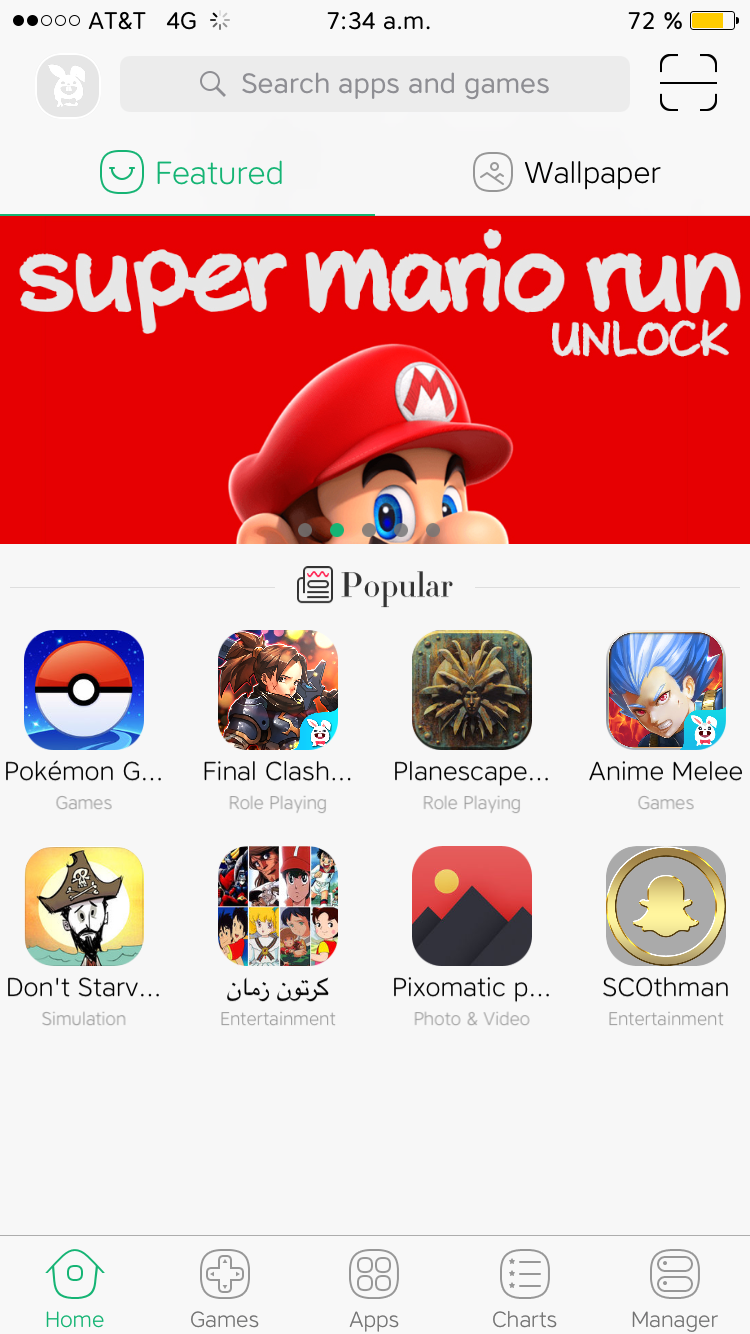 AT&T 4G 7:34 a.m. 72 %
Search apps and games
Featured Wallpaper
super mario run
UNLOCK
M
Popular
Pokémon G... Final Clash... Planescape... Anime Melee
Games Role Playing Role Playing Games
Don't Starv... كرتون زمان Pixomatic p... SCOthman
Simulation Entertainment Photo & Video Entertainment
Home Games Apps Charts Manager